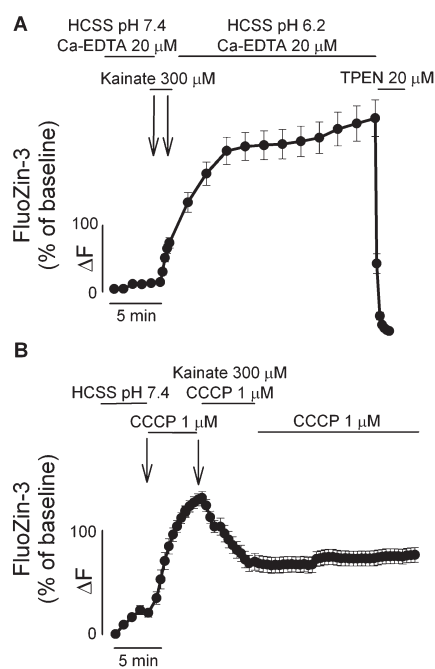 A
HCSS pH 7.4 HCSS pH 6.2
Ca-EDTA 20 μM Ca-EDTA 20 μM
Kainate 300 μM TPEN 20 μM
FluoZin-3
(% of baseline)
ΔF
100
0
5 min
B
Kainate 300 μM
HCSS pH 7.4 CCCP 1 μM
CCCP 1 μM CCCP 1 μM
FluoZin-3
(% of baseline)
ΔF
100
0
5 min